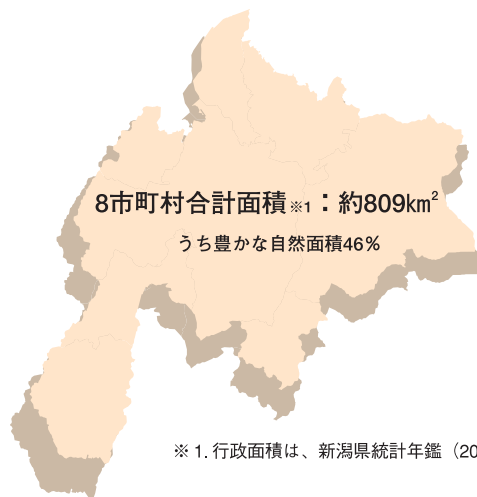 8市町村合計面積※1：約809㎢
うち豊かな自然面積46％
※1.行政面積は、新潟県統計年鑑（20